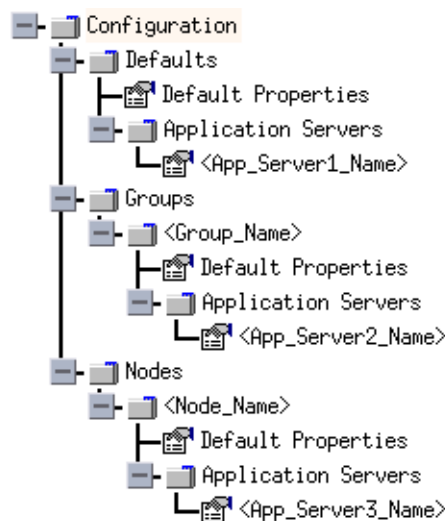 Configuration
Defaults
Default Properties
Application Servers
<App_Server1_Name>
Groups
<Group_Name>
Default Properties
Application Servers
<App_Server2_Name>
Nodes
<Node_Name>
Default Properties
Application Servers
<App_Server3_Name>